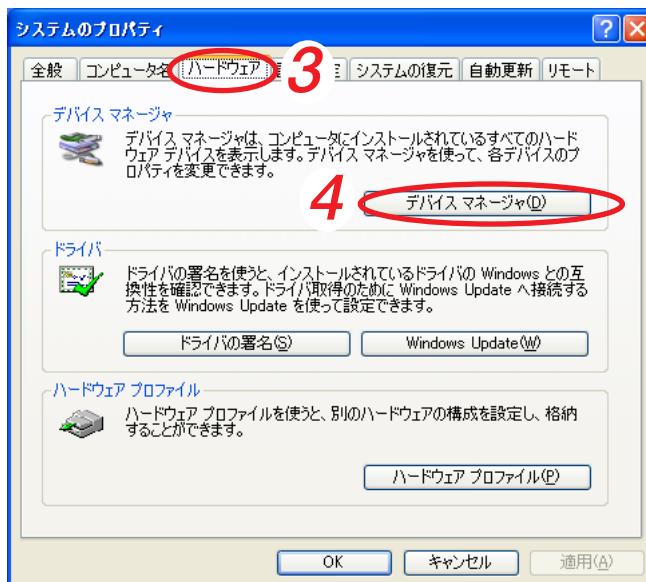 システムのプロパティ
全般 コンピュータ名 ハードウェア 3 定 システムの復元 自動更新 リモート
デバイス マネージャ
デバイス マネージャは、コンピュータにインストールされているすべてのハード
ウェア デバイスを表示します。デバイス マネージャを使って、各デバイスのプ
ロパティを変更できます。
4 デバイス マネージャ(D)
ドライバ
ドライバの署名を使うと、インストールされているドライバの Windows との互
換性を確認できます。ドライバ取得のために Windows Update へ接続する
方法を Windows Update を使って設定できます。
ドライバの署名(S) Windows Update(W)
ハードウェア プロファイル
ハードウェア プロファイルを使うと、別のハードウェアの構成を設定し、格納
することができます。
ハードウェア プロファイル(P)
OK キャンセル 適用(A)